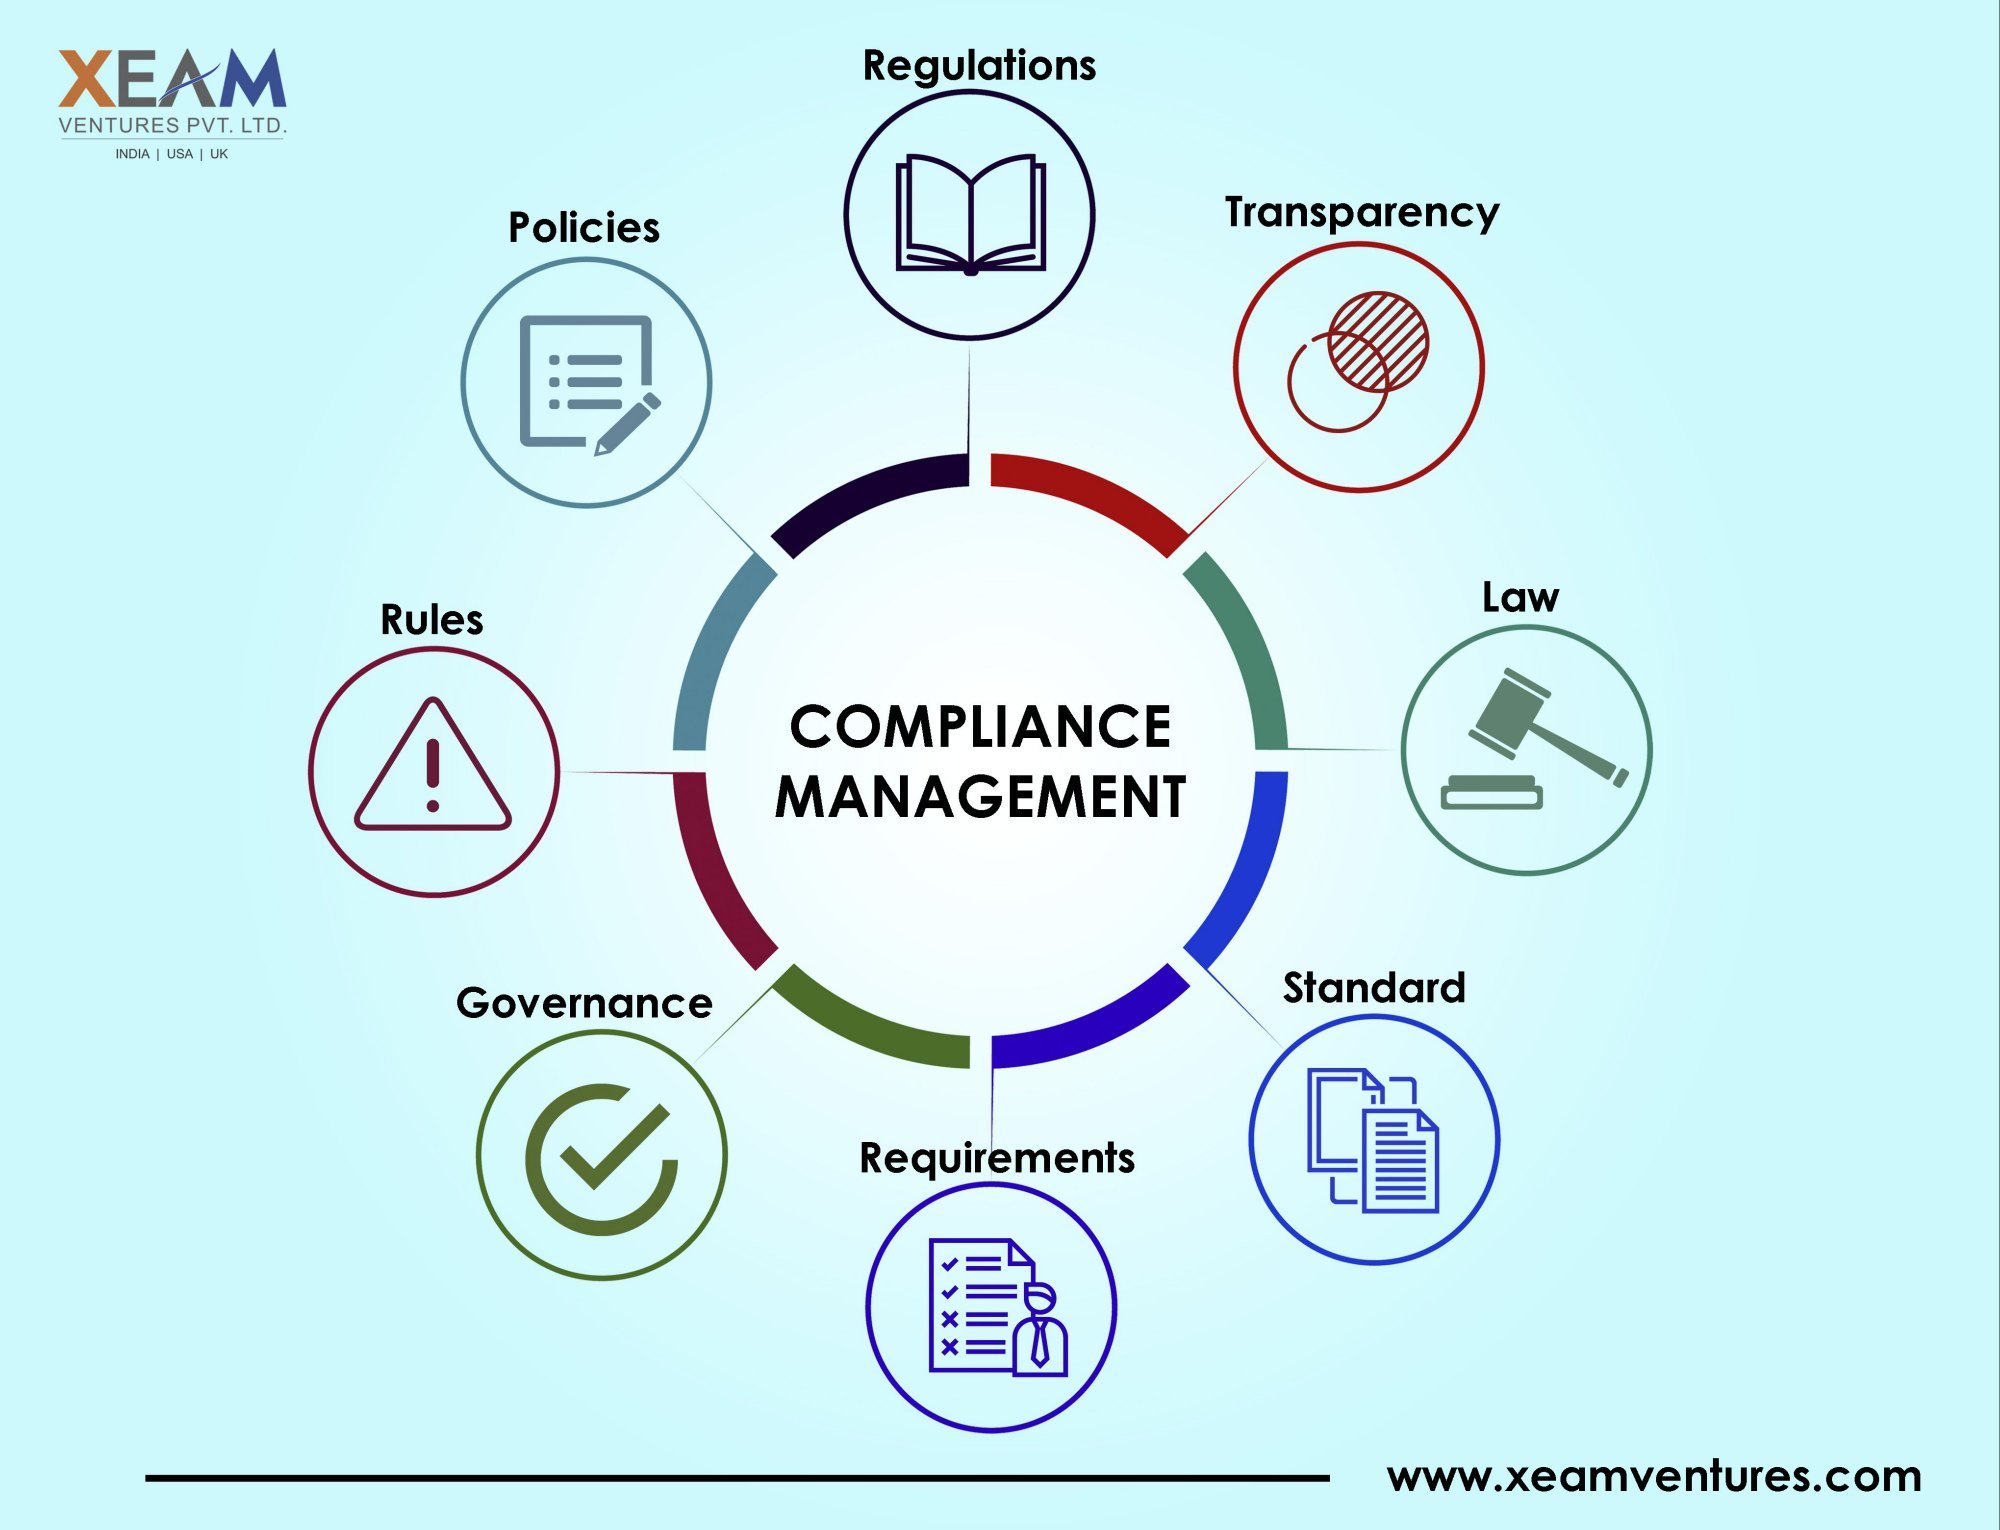 XEAM
VENTURES PVT. LTD.
INDIA | USA | UK
Regulations
Transparency
Policies
Law
Rules
COMPLIANCE
MANAGEMENT
Standard
Governance
Requirements
www.xeamventures.com